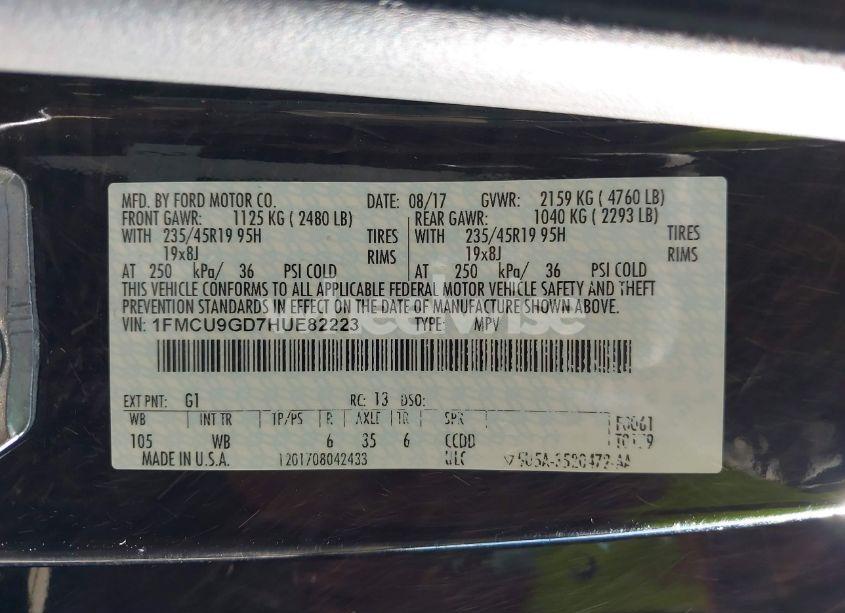 MFD. BY FORD MOTOR CO. DATE: 08/17 GVWR: 2159 KG ( 4760 LB)
FRONT GAWR: 1125 KG ( 2480 LB) REAR GAWR: 1040 KG ( 2293 LB)
WITH 235/45R19 95H TIRES WITH 235/45R19 95H TIRES
19x8J RIMS 19x8J RIMS
AT 250 kPa/ 36 PSI COLD AT 250 kPa/ 36 PSI COLD
THIS VEHICLE CONFORMS TO ALL APPLICABLE FEDERAL MOTOR VEHICLE SAFETY AND THEFT
PREVENTION STANDARDS IN EFFECT ON THE DATE OF MANUFACTURE SHOWN ABOVE.
VIN: 1FMCU9GD7HUE82223 TYPE: MPV
EXT PNT: G1 RC: 13 DSO:
WB INT TR TP/PS R AXLE TR SPR
105 WB 6 35 6 CCDD
MADE IN U.S.A. 1201708042433 ULC